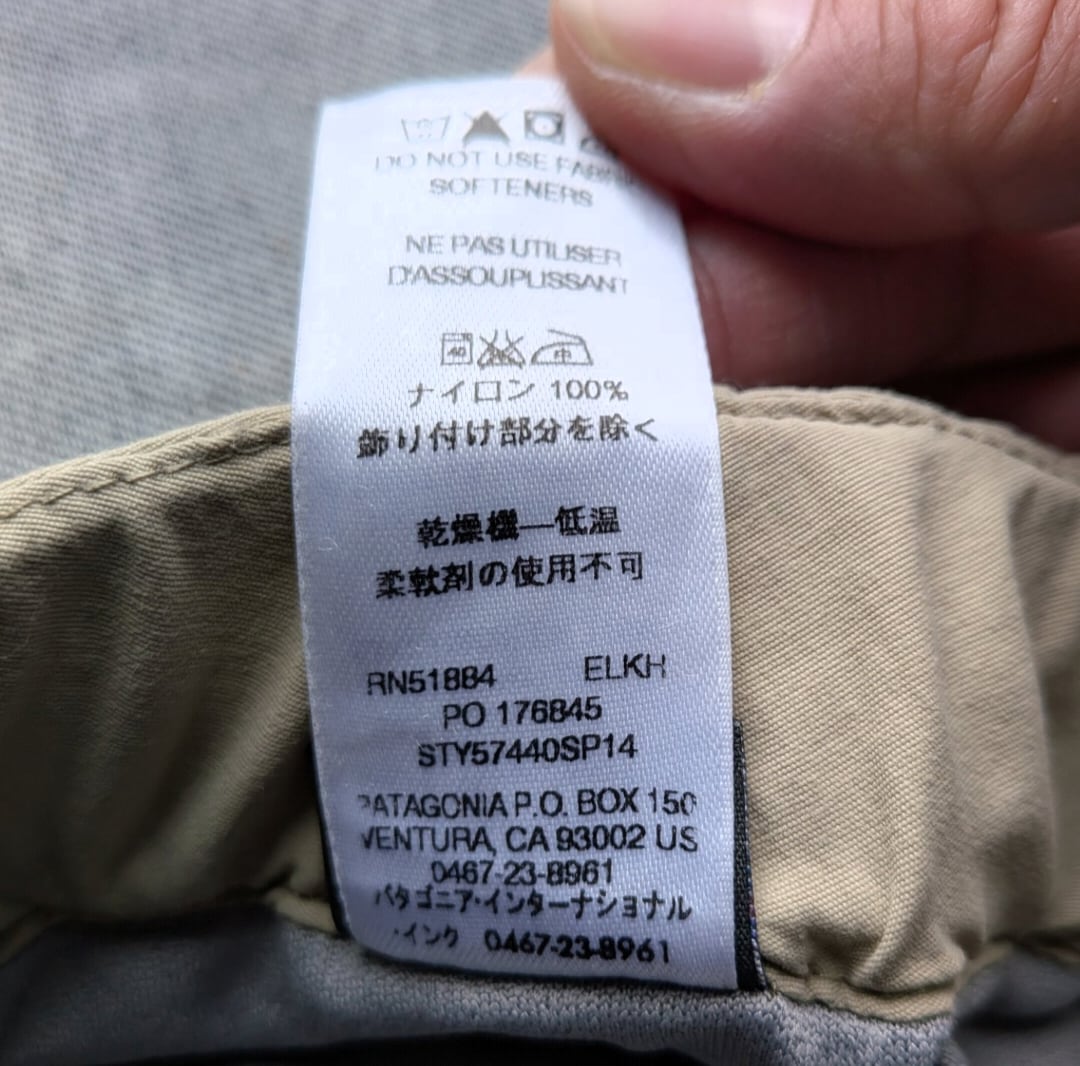 DO NOT USE FABRIC
SOFTENERS
NE PAS UTILISER
D'ASSOUPLISSANT
40
中
ナイロン 100%
飾り付け部分を除く
乾燥機—低温
柔軟剤の使用不可
RN51884 ELKH
PO 176845
STY57440SP14
PATAGONIA P.O. BOX 150
VENTURA, CA 93002 US
0467-23-8961
パタゴニア・インターナショナル
・インク 0467-23-8961